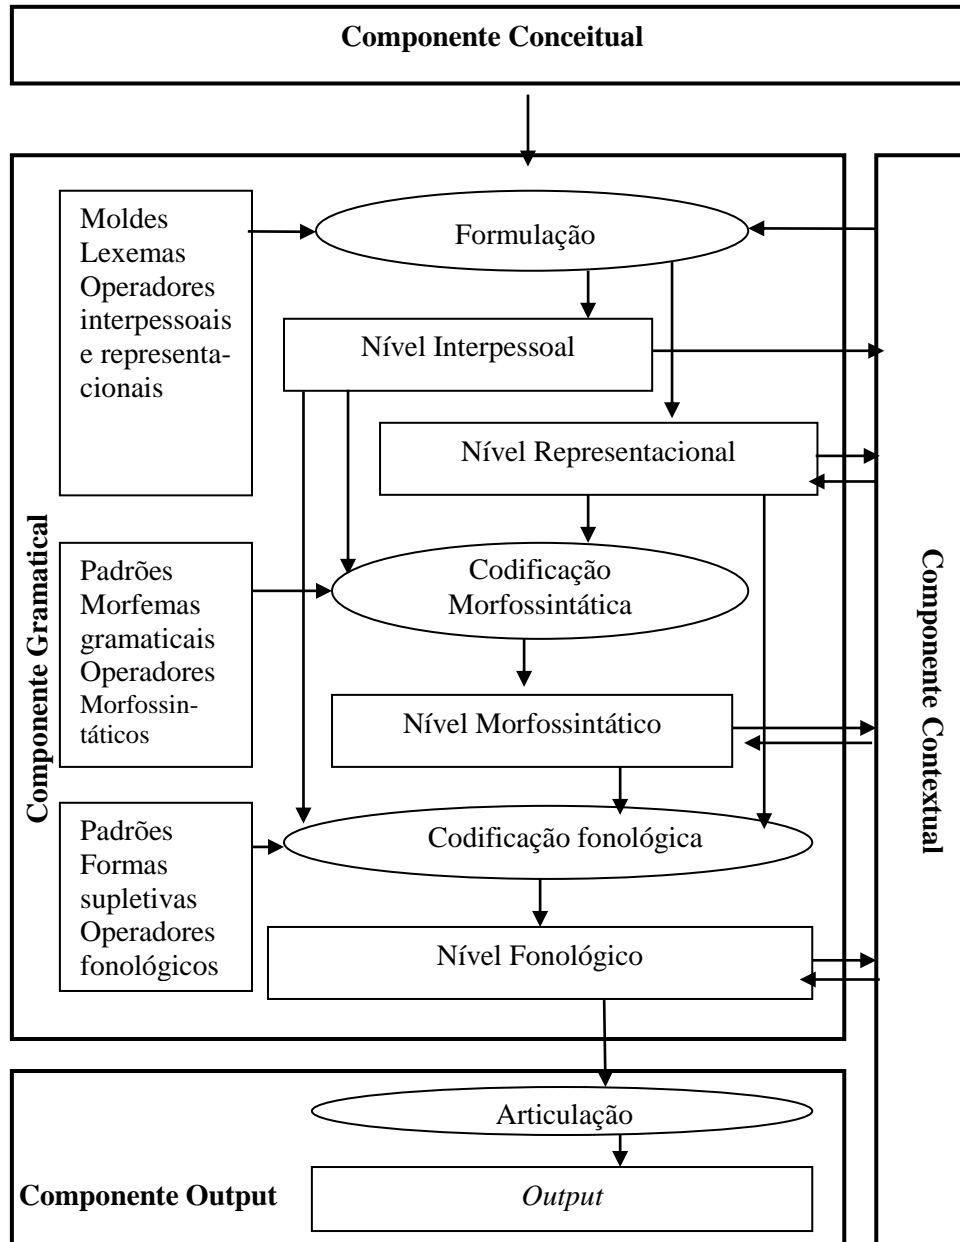 Componente Conceitual
Moldes
Lexemas
Operadores
interpessoais
e representa-
cionais
Formulação
Nível Interpessoal
Nível Representacional
Componente Gramatical
Padrões
Morfemas
gramaticais
Operadores
Morfossin-
táticos
Codificação
Morfossintática
Nível Morfossintático
Componente Contextual
Padrões
Formas
supletivas
Operadores
fonológicos
Codificação fonológica
Nível Fonológico
Articulação
Componente Output
Output